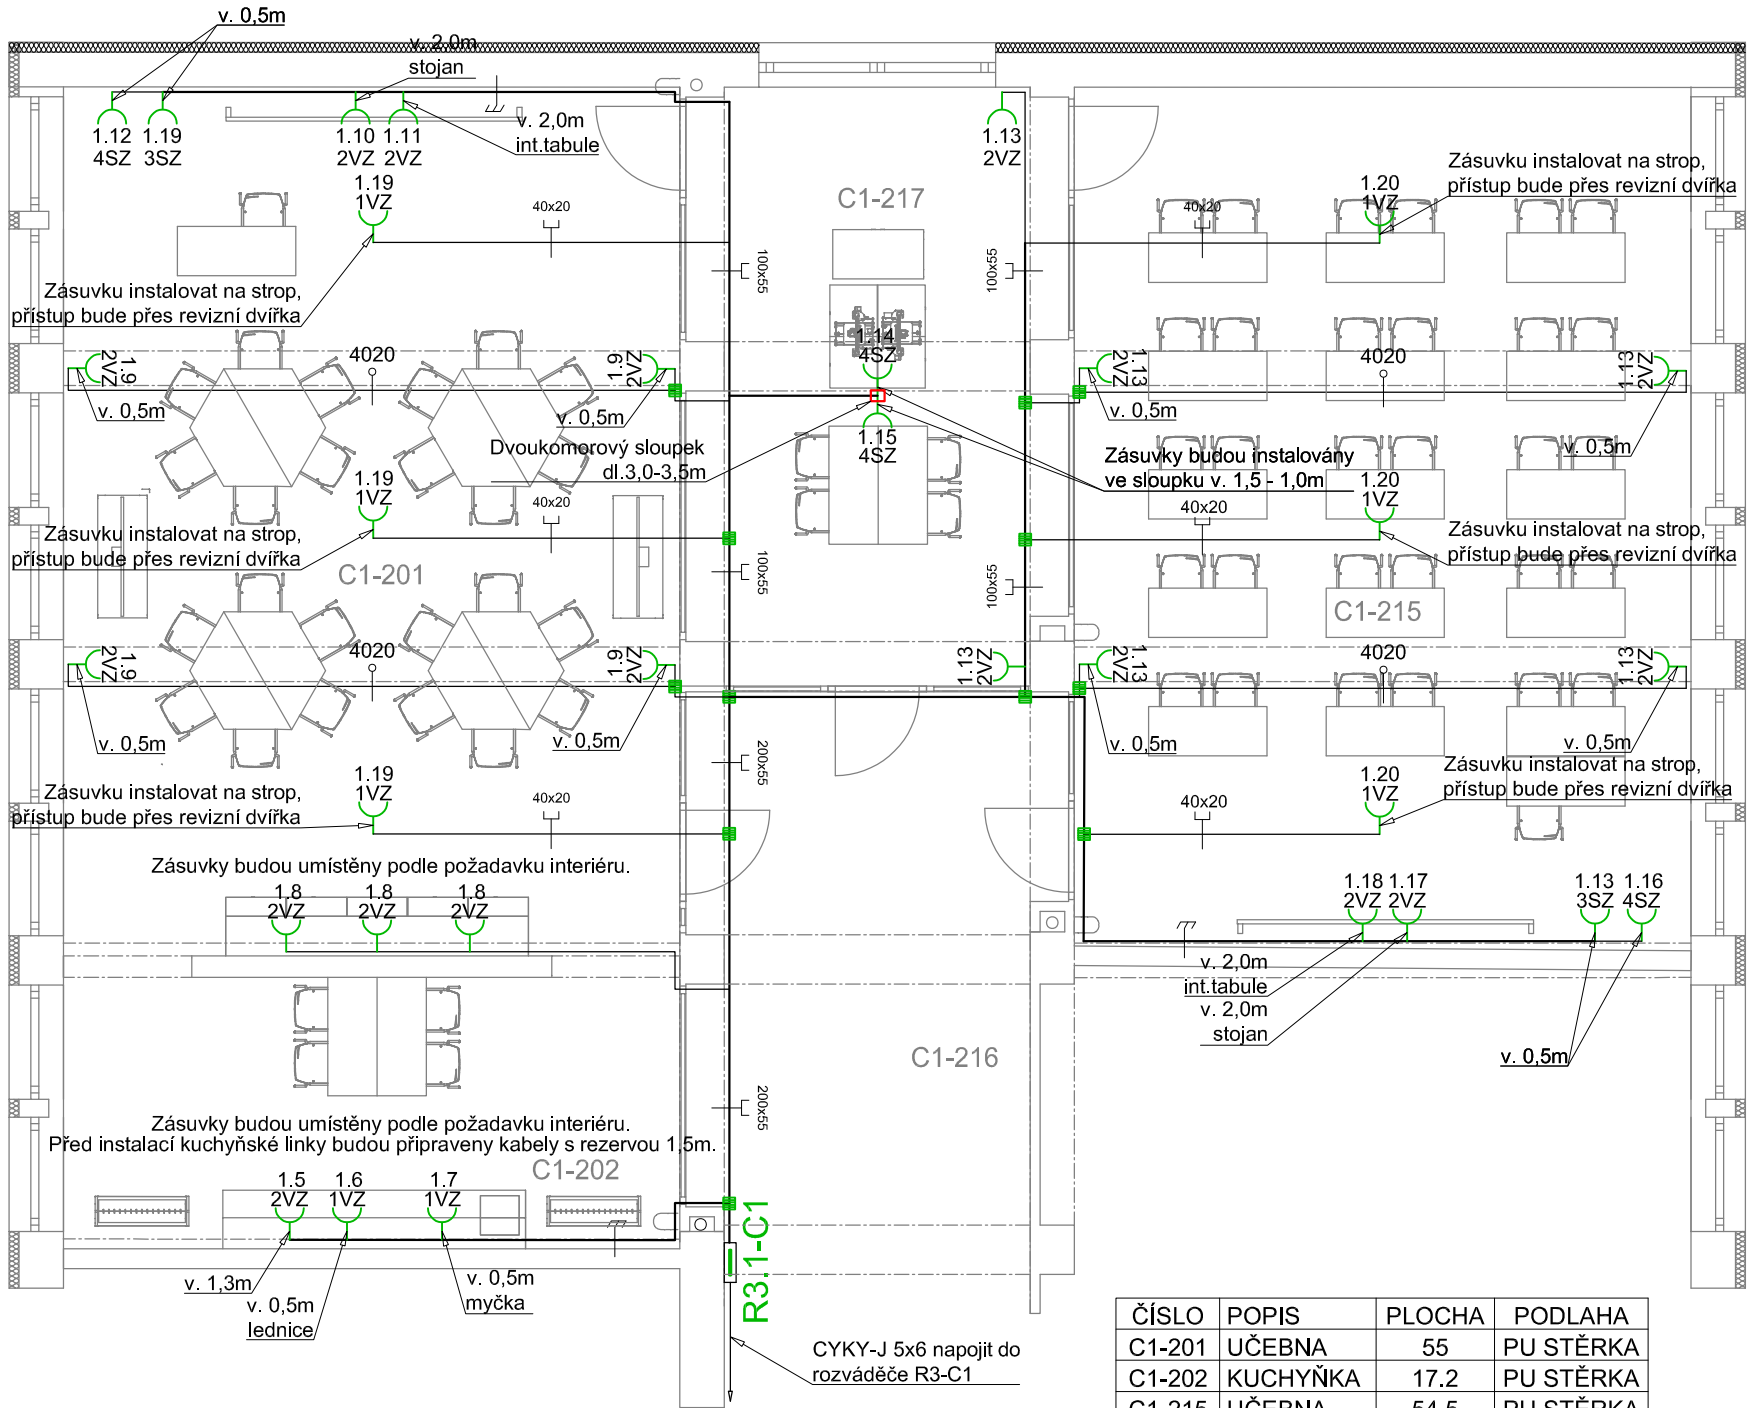 v. 0,5m
v. 2,0m
stojan
1.12
4SZ
1.19
3SZ
1.10
2VZ
1.11
2VZ
v. 2,0m
int.tabule
1.13
2VZ
1.19
1VZ
40x20
C1-217
1.20
1VZ
40x20
Zásuvku instalovat na strop,
přístup bude přes revizní dvířka
100x55
100x55
Zásuvku instalovat na strop,
přístup bude přes revizní dvířka
1.9
2VZ
4020
1.9
2VZ
1.14
4SZ
1.13
2VZ
4020
1.13
2VZ
v. 0,5m
v. 0,5m
v. 0,5m
v. 0,5m
Dvoukomorový sloupek
dl.3,0-3,5m
1.15
4SZ
Zásuvky budou instalovány
ve sloupku v. 1,5 - 1,0m
1.19
1VZ
40x20
1.20
1VZ
40x20
Zásuvku instalovat na strop,
přístup bude přes revizní dvířka
Zásuvku instalovat na strop,
přístup bude přes revizní dvířka
C1-201
100x55
100x55
C1-215
1.9
2VZ
4020
1.9
2VZ
1.13
2VZ
1.13
2VZ
4020
1.13
2VZ
v. 0,5m
v. 0,5m
v. 0,5m
v. 0,5m
200x55
1.19
1VZ
40x20
1.20
1VZ
40x20
Zásuvku instalovat na strop,
přístup bude přes revizní dvířka
Zásuvku instalovat na strop,
přístup bude přes revizní dvířka
Zásuvky budou umístěny podle požadavku interiéru.
1.8
2VZ
1.8
2VZ
1.8
2VZ
1.18
2VZ
1.17
2VZ
1.13
3SZ
1.16
4SZ
v. 2,0m
int.tabule
v. 2,0m
stojan
v. 0,5m
C1-216
200x55
Zásuvky budou umístěny podle požadavku interiéru.
Před instalací kuchyňské linky budou připraveny kabely s rezervou 1,5m.
C1-202
1.5
2VZ
1.6
1VZ
1.7
1VZ
R3.1-C1
v. 1,3m
v. 0,5m
lednice
v. 0,5m
myčka
CYKY-J 5x6 napojit do
rozváděče R3-C1
ČÍSLO POPIS PLOCHA PODLAHA
C1-201 UČEBNA 55 PU STĚRKA
C1-202 KUCHYŇKA 17.2 PU STĚRKA
C1-215 UČEBNA 54.5 PU STĚRKA